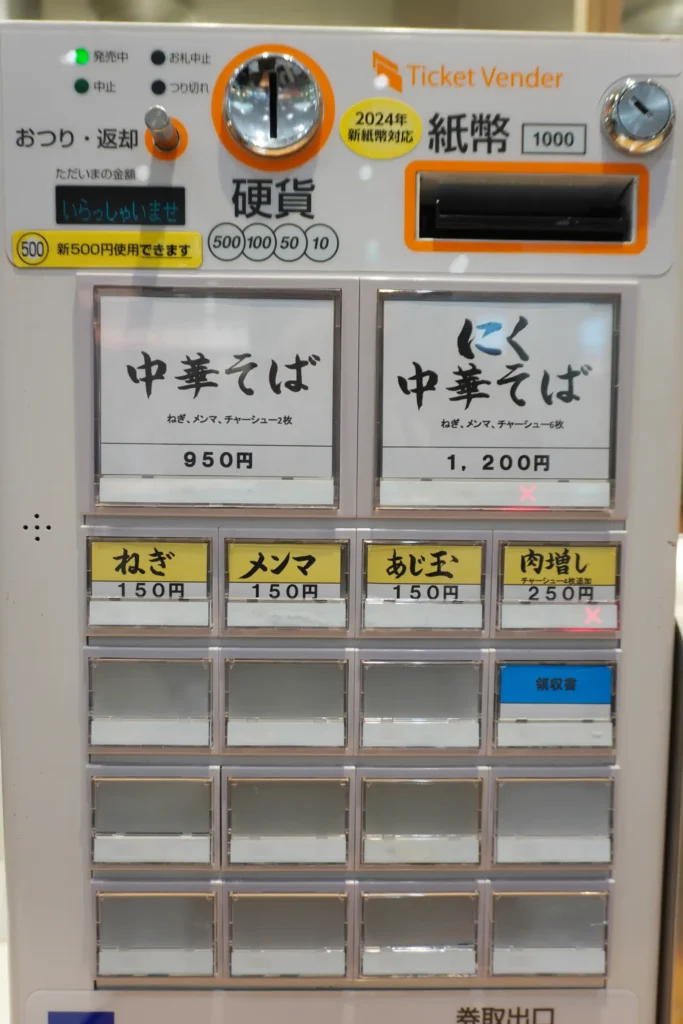 発売中
お札中止
中止
つり切れ
Ticket Vender
おつり・返却
2024年
新紙幣対応
紙幣
1000
ただいまの金額
いらっしゃいませ
硬貨
500 新500円使用できます
500 100 50 10
中華そば
ねぎ、メンマ、チャーシュー2枚
950円
にく
中華そば
ねぎ、メンマ、チャーシュー6枚
1,200円
×
ねぎ
150円
メンマ
150円
あじ玉
150円
肉増し
チャーシュー4枚追加
250円
×
領収書
券取出口